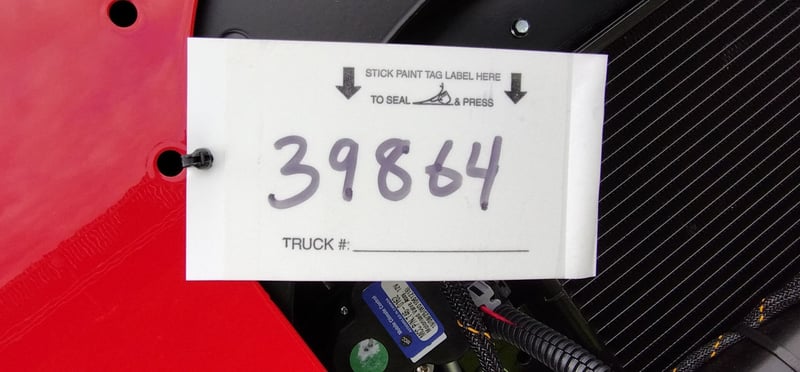 STICK PAINT TAG LABEL HERE
TO SEAL & PRESS
39864
TRUCK #: